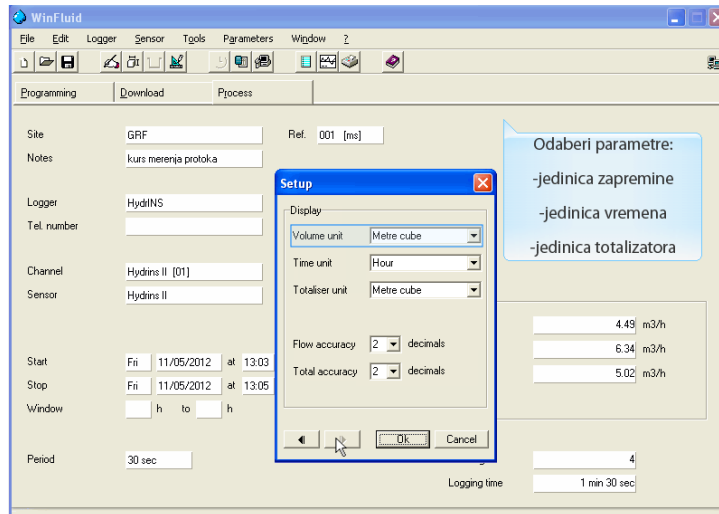 WinFluid
File Edit Logger Sensor Tools Parameters Window ?
Programming Download Process
Site GRF Ref. 001 [ms]
Notes kurs merenja protoka
Logger HydrINS
Tel. number
Channel Hydrins II [01]
Sensor Hydrins II
Start Fri 11/05/2012 at 13:03
Stop Fri 11/05/2012 at 13:05
Window h to h
Period 30 sec
Setup
Display
Volume unit Metre cube
Time unit Hour
Totaliser unit Metre cube
Flow accuracy 2 decimals
Total accuracy 2 decimals
Ok Cancel
Odaberi parametre:
-jedinica zapremine
-jedinica vremena
-jedinica totalizatora
4.49 m3/h
6.34 m3/h
5.02 m3/h
4
Logging time 1 min 30 sec